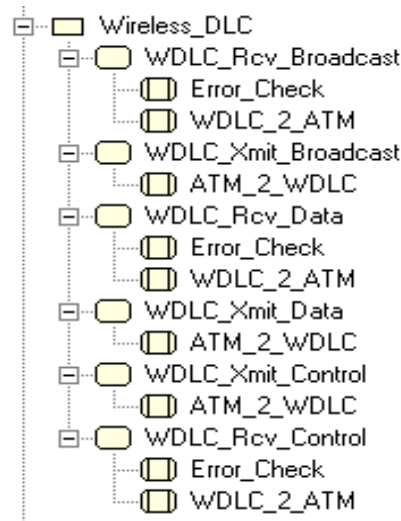 Wireless_DLC
WDLC_Rcv_Broadcast
Error_Check
WDLC_2_ATM
WDLC_Xmit_Broadcast
ATM_2_WDLC
WDLC_Rcv_Data
Error_Check
WDLC_2_ATM
WDLC_Xmit_Data
ATM_2_WDLC
WDLC_Xmit_Control
ATM_2_WDLC
WDLC_Rcv_Control
Error_Check
WDLC_2_ATM